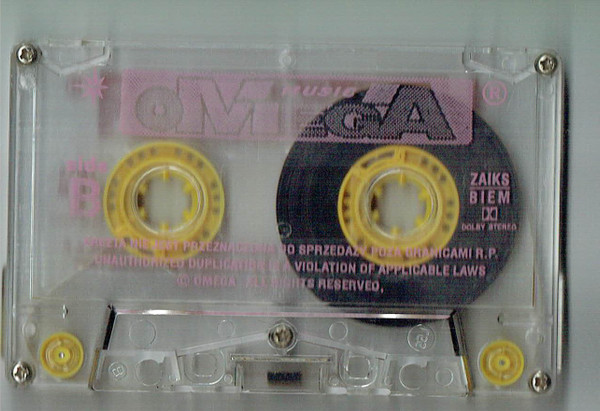 MUSIC
OMEGA
®
side
B
ZAIKS
BIEM
DOLBY STEREO
KASETA NIE JEST PRZEZNACZONA DO SPRZEDAŻY POZA GRANICAMI R.P.
UNAUTHORIZED DUPLICATION IS A VIOLATION OF APPLICABLE LAWS
© OMEGA ALL RIGHTS RESERVED,